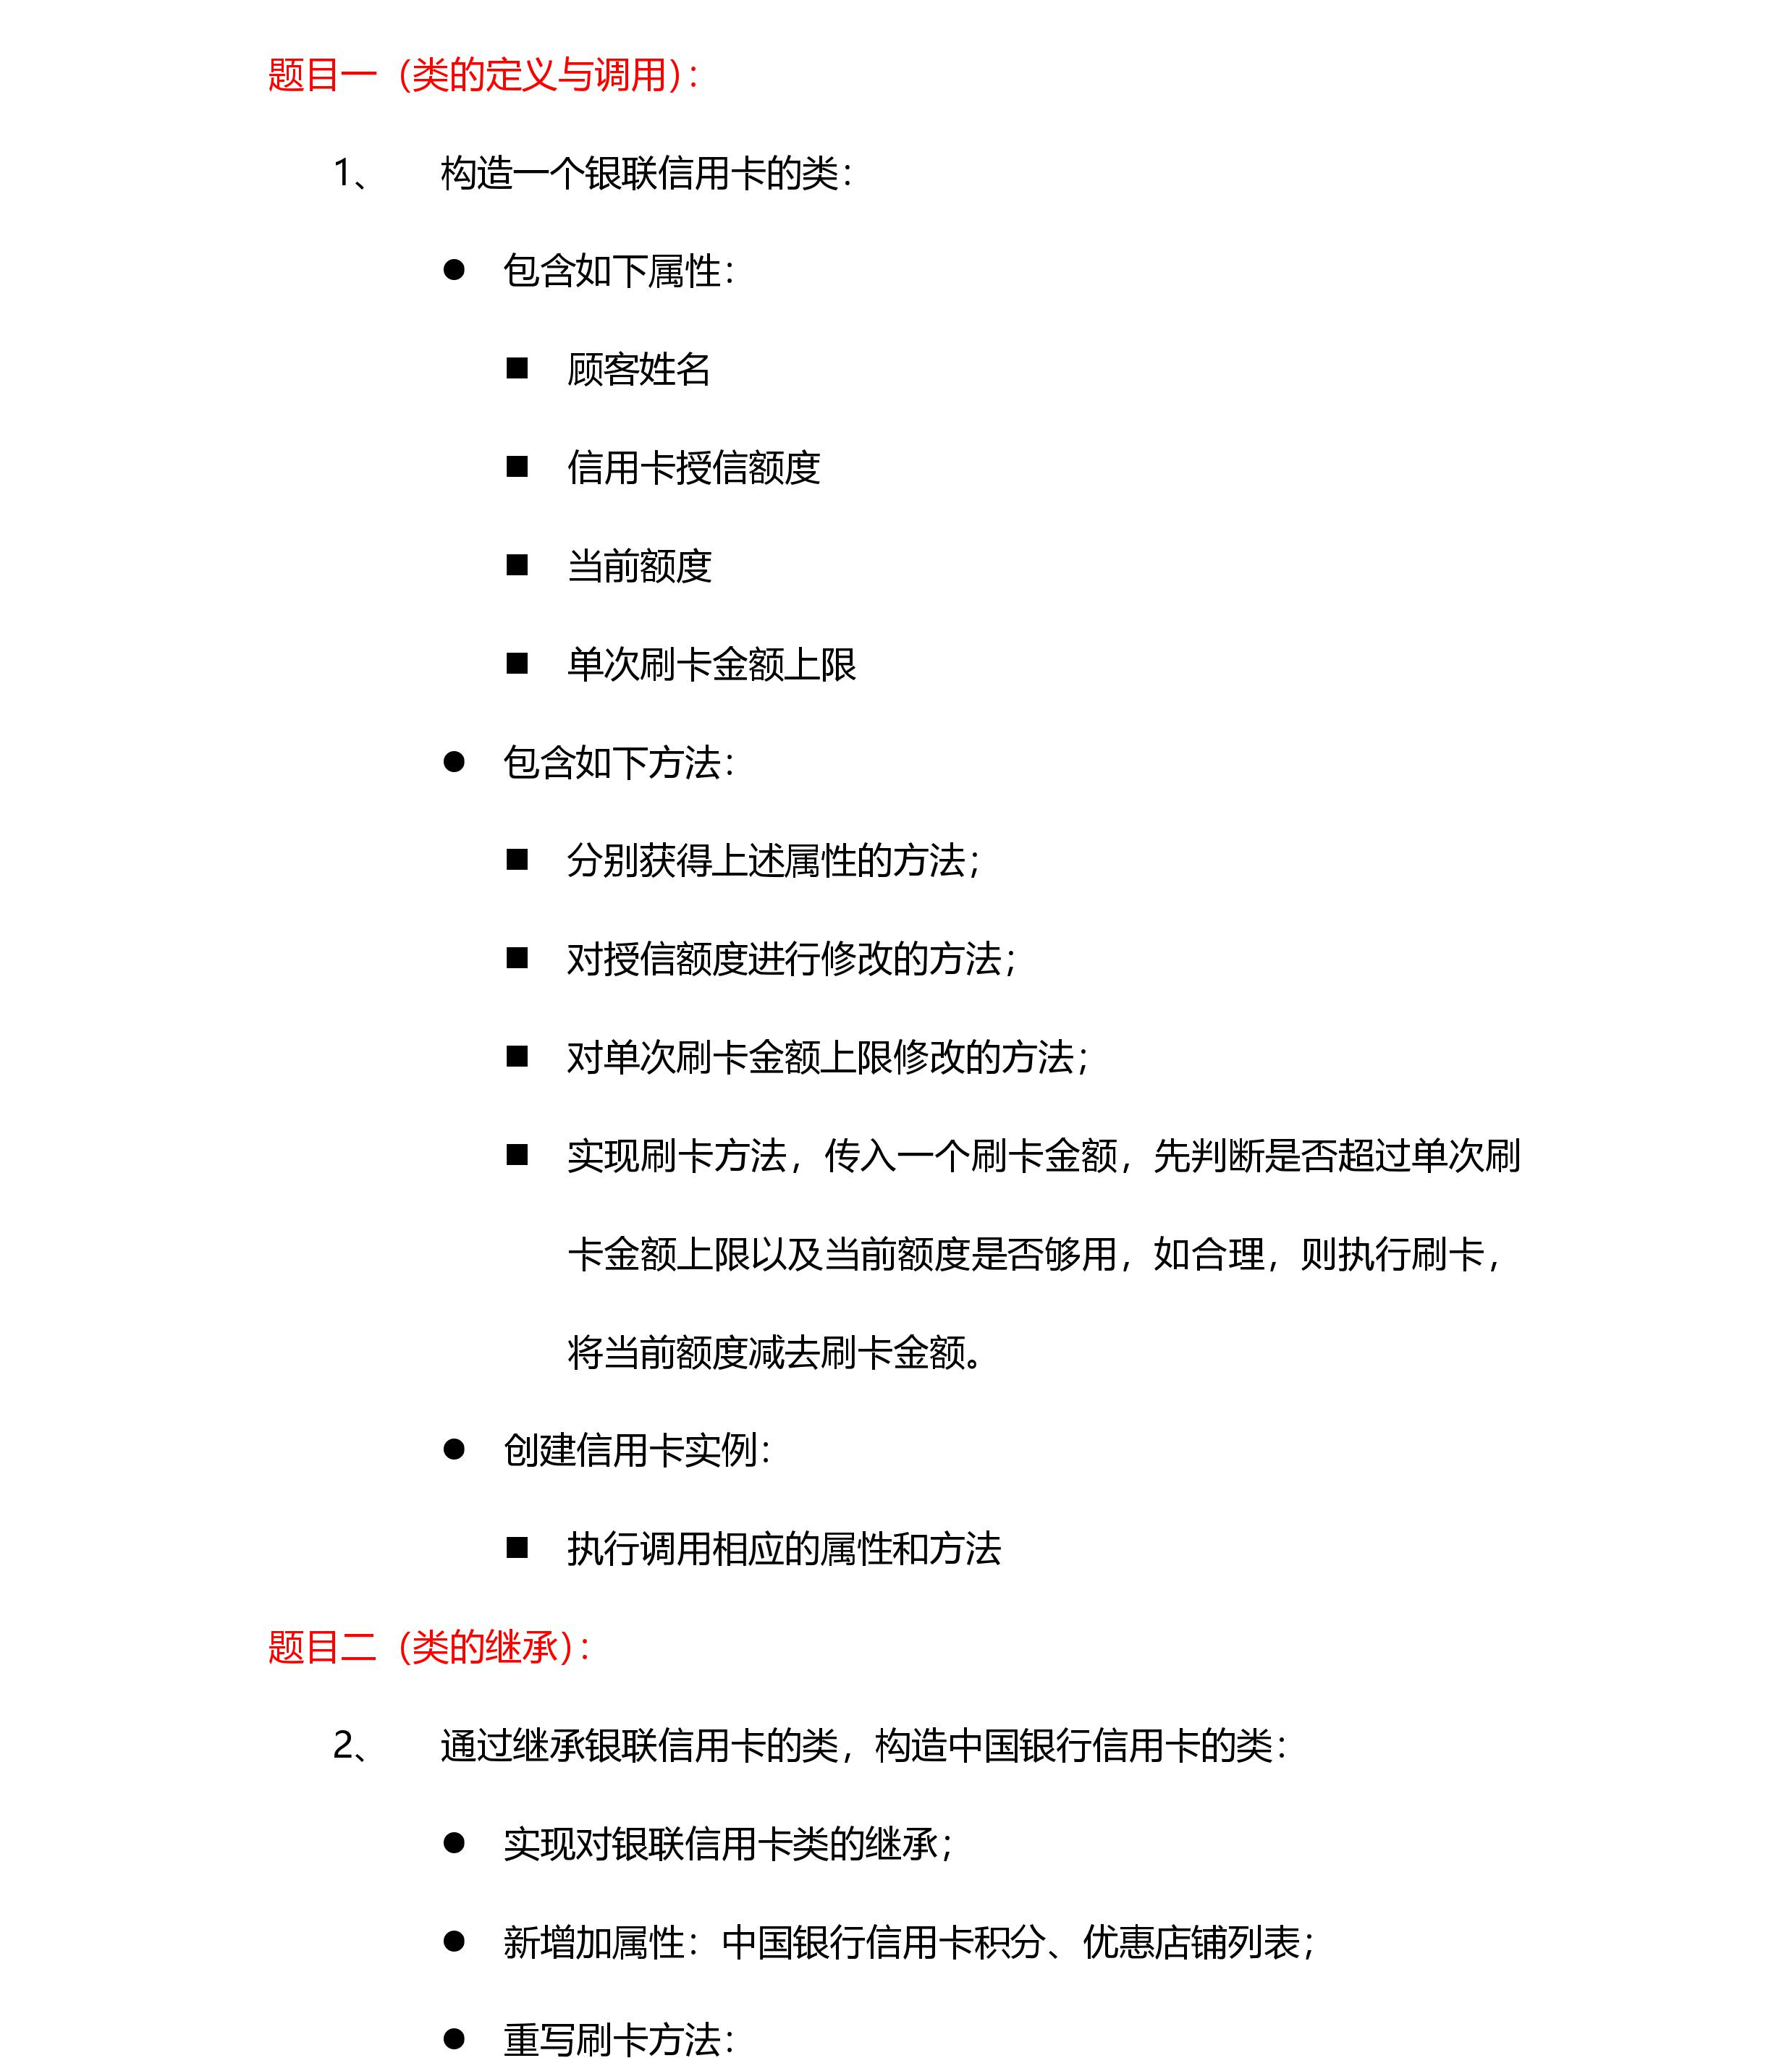 题目一（类的定义与调用）：
1、 构造一个银联信用卡的类：
● 包含如下属性：
■ 顾客姓名
■ 信用卡授信额度
■ 当前额度
■ 单次刷卡金额上限
● 包含如下方法：
■ 分别获得上述属性的方法；
■ 对授信额度进行修改的方法；
■ 对单次刷卡金额上限修改的方法；
■ 实现刷卡方法，传入一个刷卡金额，先判断是否超过单次刷
卡金额上限以及当前额度是否够用，如合理，则执行刷卡，
将当前额度减去刷卡金额。
● 创建信用卡实例：
■ 执行调用相应的属性和方法
题目二（类的继承）：
2、 通过继承银联信用卡的类，构造中国银行信用卡的类：
● 实现对银联信用卡类的继承；
● 新增加属性：中国银行信用卡积分、优惠店铺列表；
● 重写刷卡方法：